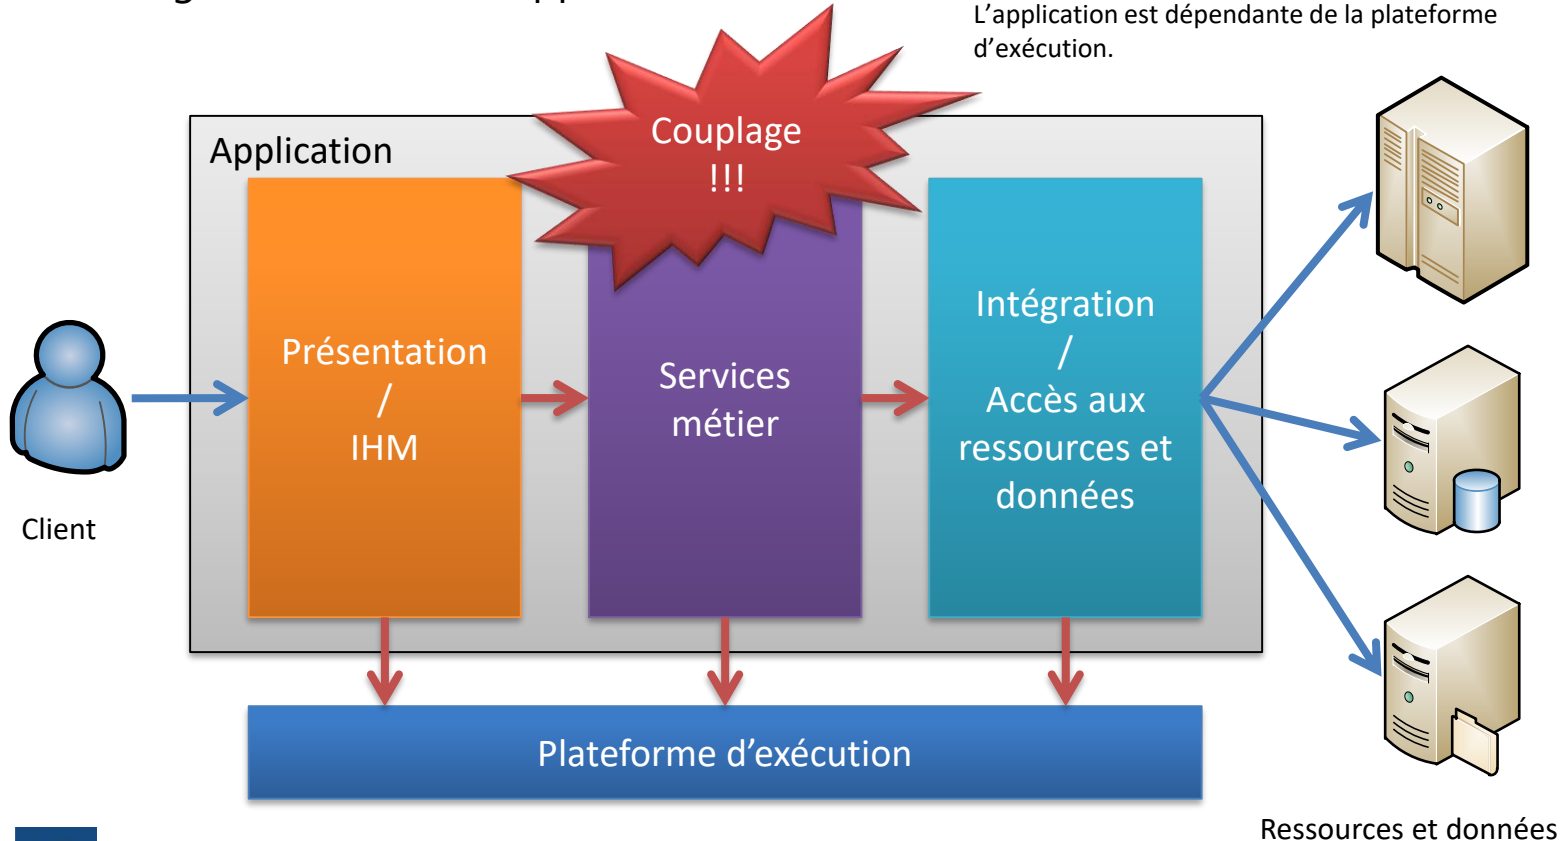 L’application est dépendante de la plateforme
d’exécution.
Application
Couplage
!!!
Présentation
/
IHM
Services
métier
Intégration
/
Accès aux
ressources et
données
Client
Plateforme d’exécution
Ressources et données